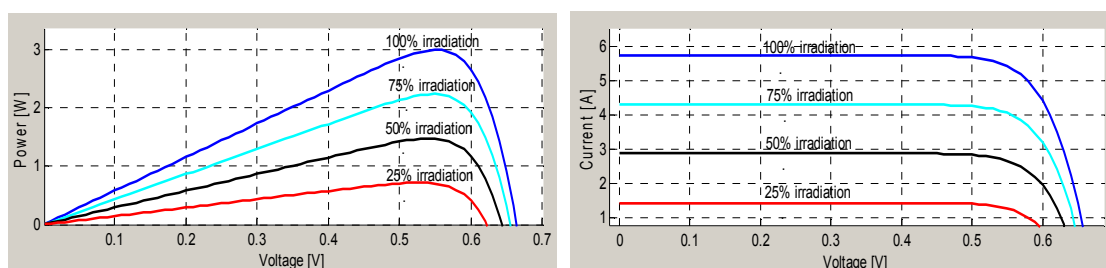 Power [W]
3
2
1
0
100% irradiation
75% irradiation
50% irradiation
25% irradiation
0.1 0.2 0.3 0.4 0.5 0.6 0.7
Voltage [V]
Current [A]
6
5
4
3
2
1
100% irradiation
75% irradiation
50% irradiation
25% irradiation
0 0.1 0.2 0.3 0.4 0.5 0.6
Voltage [V]